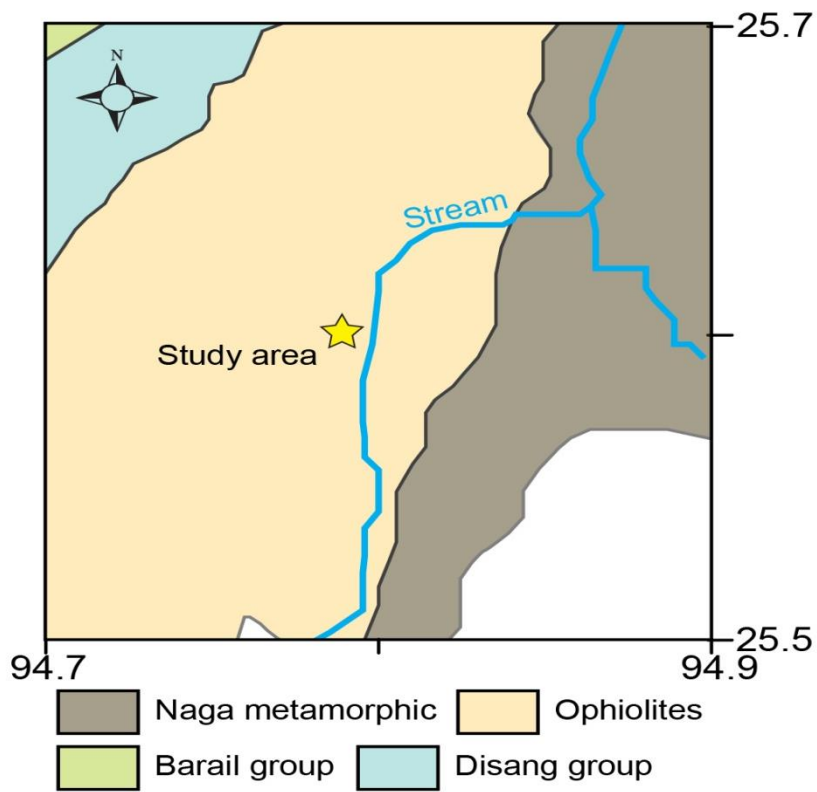 25.7
N
Stream
Study area
25.5
94.7 94.9
Naga metamorphic Ophiolites
Barail group Disang group